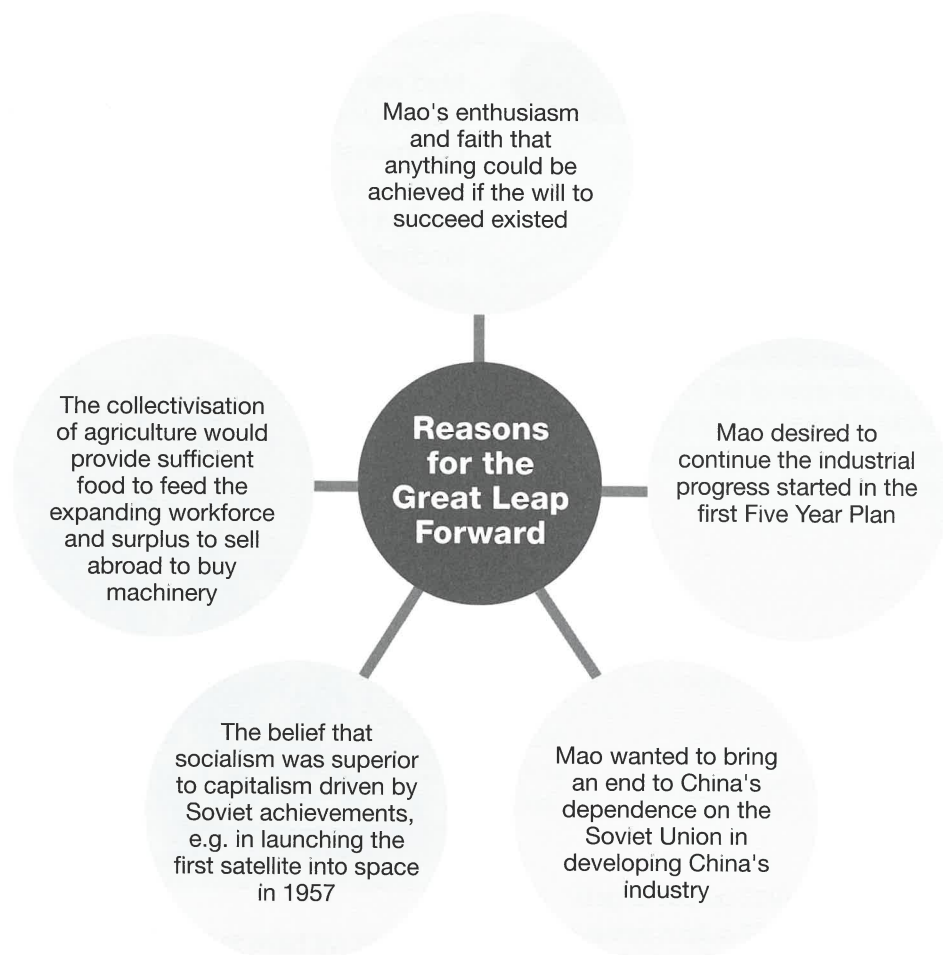 Mao's enthusiasm
and faith that
anything could be
achieved if the will to
succeed existed
The collectivisation
of agriculture would
provide sufficient
food to feed the
expanding workforce
and surplus to sell
abroad to buy
machinery
Reasons
for the
Great Leap
Forward
Mao desired to
continue the industrial
progress started in the
first Five Year Plan
The belief that
socialism was superior
to capitalism driven by
Soviet achievements,
e.g. in launching the
first satellite into space
in 1957
Mao wanted to bring
an end to China's
dependence on the
Soviet Union in
developing China's
industry